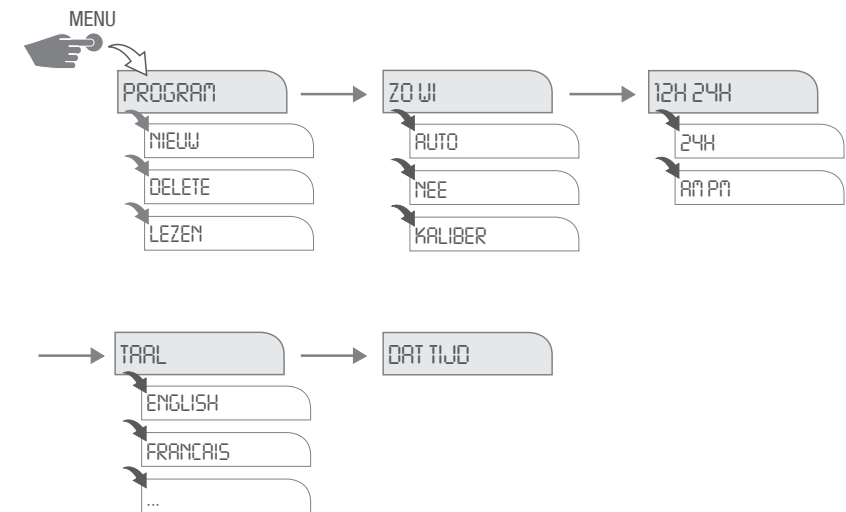 MENU
PROGRAM
NIEUW
DELETE
LEZEN
ZO WI
AUTO
NEE
KALIBER
12H 24H
24H
AM PM
TAAL
ENGLISH
FRANCAIS
...
DAT TIJD